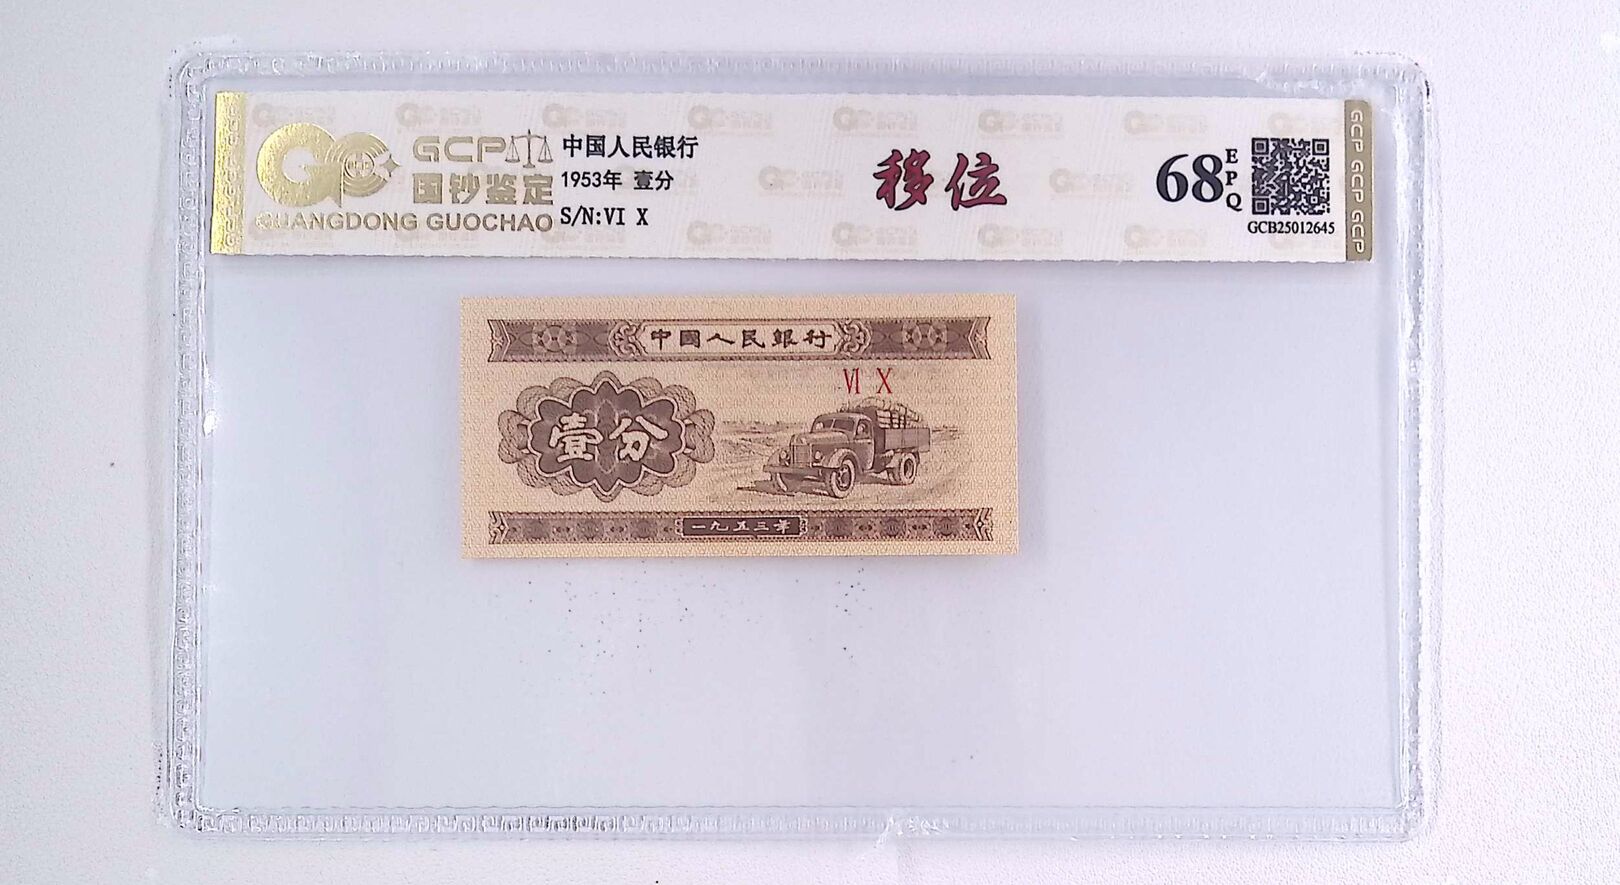 GCP
国钞鉴定
GUANGDONG GUOCHAO
中国人民银行
1953年 壹分
S/N:VI X
移位
68
EPQ
GCB25012645
GCP GCP GCP
中國人民銀行
VI X
壹分
一九五三年